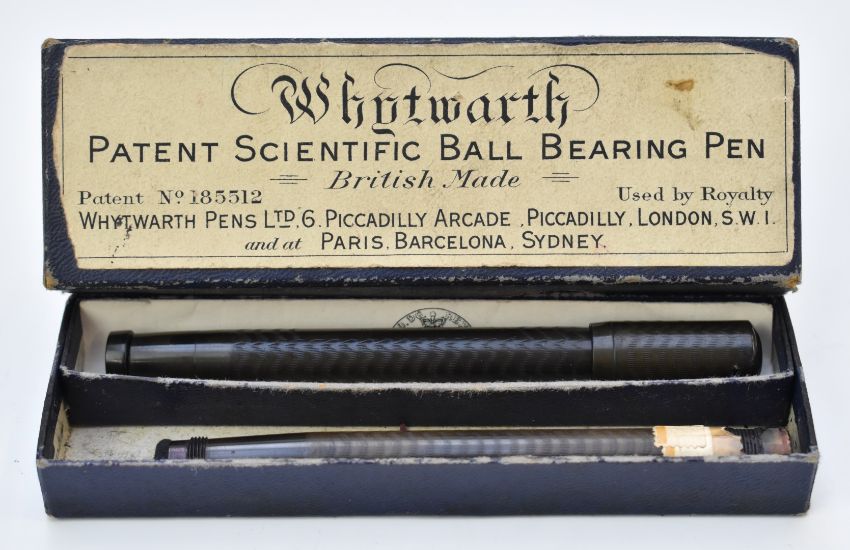 Whytwarth
PATENT SCIENTIFIC BALL BEARING PEN
British Made
Patent No. 185512
Used by Royalty
WHYTWARTH PENS LTD, 6. PICCADILLY ARCADE, PICCADILLY, LONDON, S.W.1.
and at PARIS, BARCELONA, SYDNEY.